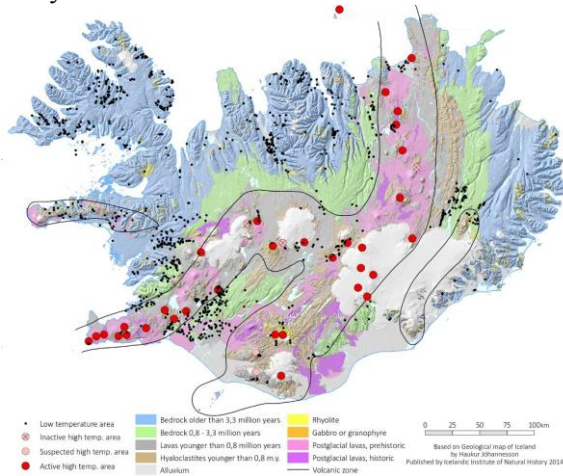 Low temperature area
Inactive high temp. area
Suspected high temp. area
Active high temp. area
Bedrock older than 3,3 million years
Bedrock 0,8 - 3,3 million years
Lavas younger than 0,8 million years
Hyaloclastites younger than 0,8 m.y.
Alluvium
Rhyolite
Gabbro or granophyre
Postglacial lavas, prehistoric
Postglacial lavas, historic
Volcanic zone
0 25 50 75 100km
Based on Geological map of Iceland
by Haukur Jóhannesson
Published by Icelandic Institute of Natural History 2014